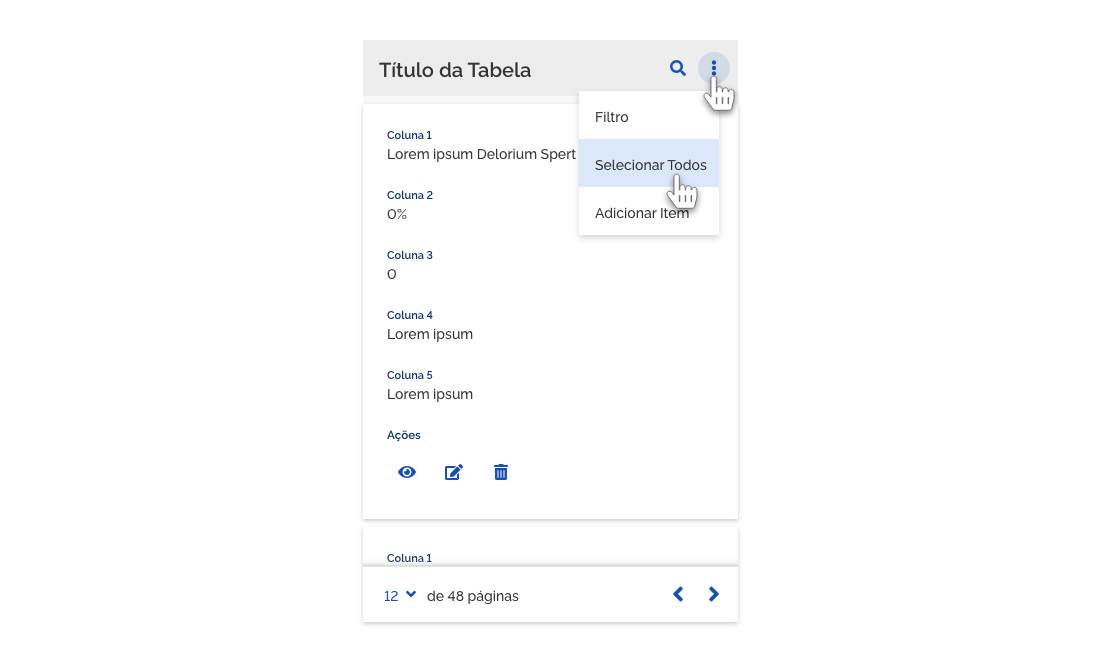 Título da Tabela
Filtro
Selecionar Todos
Adicionar Item
Coluna 1
Lorem ipsum Delorium Spert
Coluna 2
0%
Coluna 3
0
Coluna 4
Lorem ipsum
Coluna 5
Lorem ipsum
Ações
Coluna 1
12 de 48 páginas